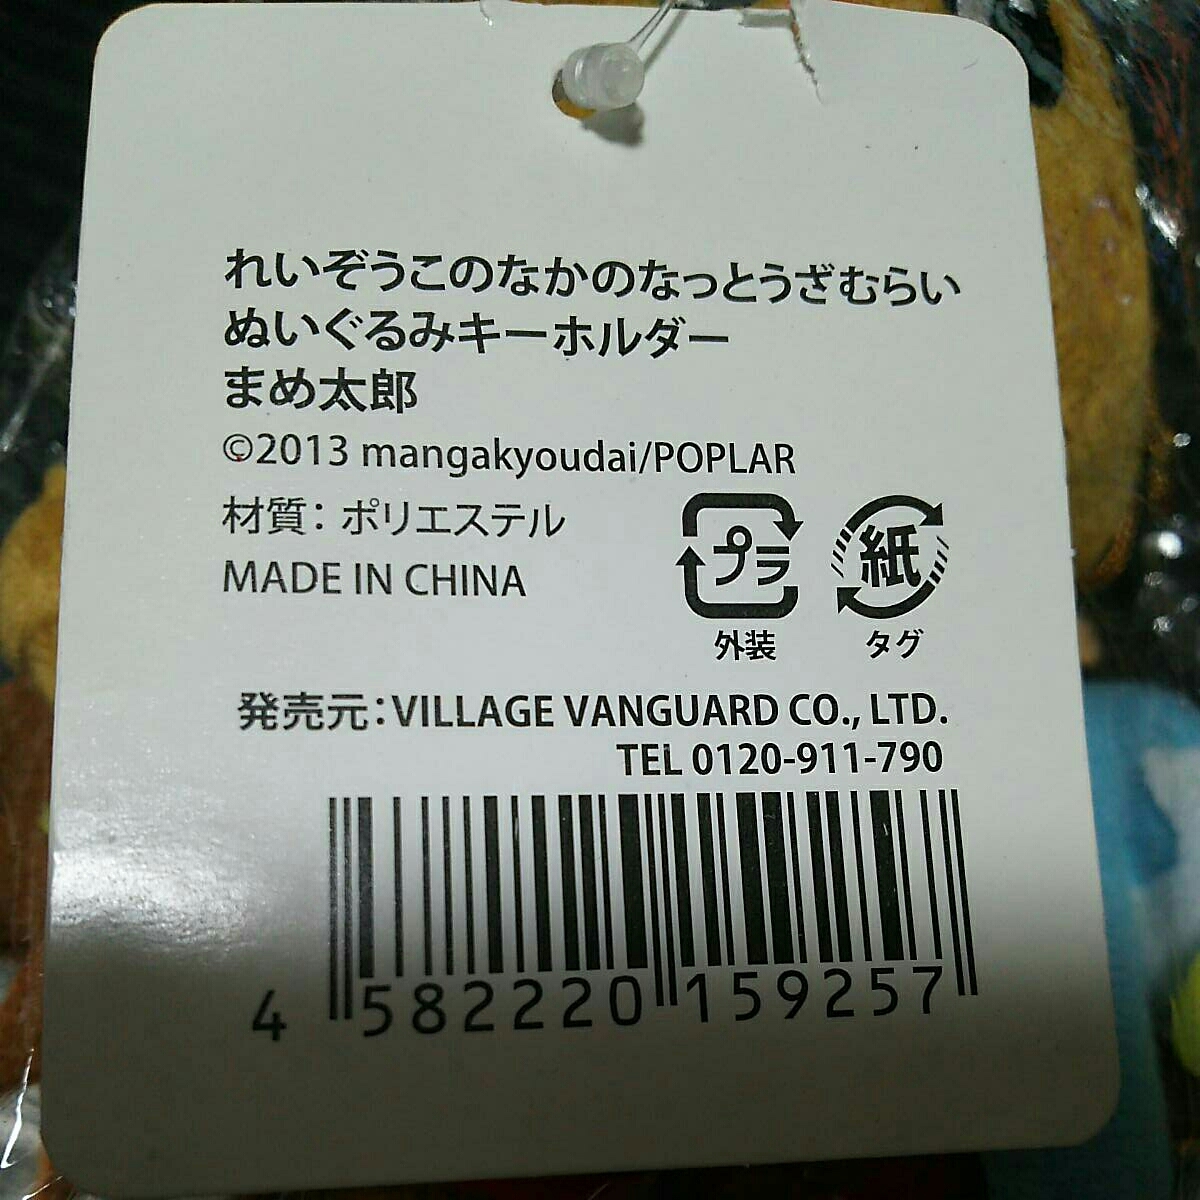 れいぞうこのなかのなっとうざむらい
ぬいぐるみキーホルダー
まめ太郎
©2013 mangakyoudai/POPLAR
材質：ポリエステル
MADE IN CHINA
プラ
外装
紙
タグ
発売元：VILLAGE VANGUARD CO., LTD.
TEL 0120-911-790
4 582220 159257